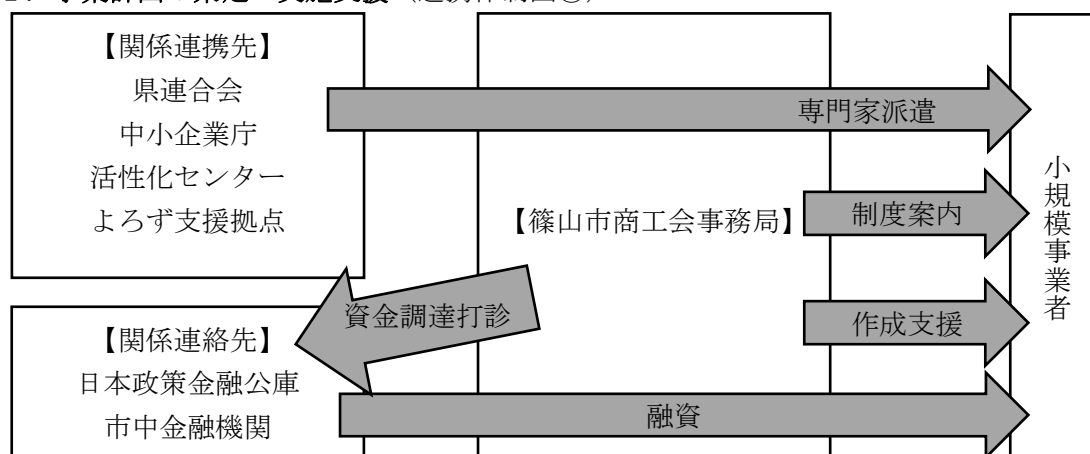 【関係連携先】
県連合会
中小企業庁
活性化センター
よろず支援拠点
専門家派遣
【篠山市商工会事務局】
制度案内
小規模事業者
資金調達打診
作成支援
【関係連絡先】
日本政策金融公庫
市中金融機関
融資